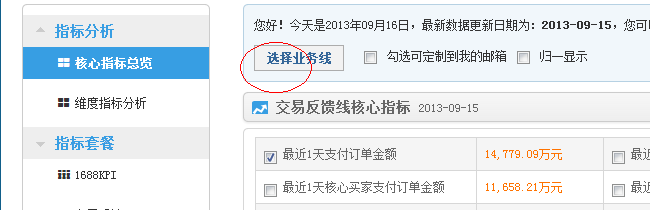 指标分析
核心指标总览
维度指标分析
指标套餐
1688KPI
您好！今天是2013年09月16日，最新数据更新日期为：2013-09-15，您可
选择业务线 勾选可定制到我的邮箱 归一显示
交易反馈线核心指标 2013-09-15
最近1天支付订单金额 14,779.09万元 最近
最近1天核心买家支付订单金额 11,658.21万元 最近